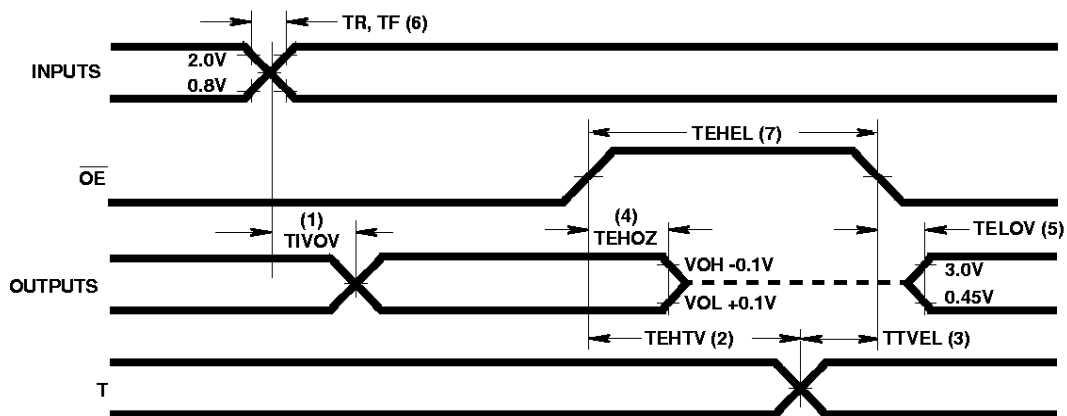 TR, TF (6)
INPUTS
2.0V
0.8V
TEHEL (7)
OE
(1)
TIVOV
(4)
TEHOZ
TELOV (5)
OUTPUTS
VOH -0.1V
VOL +0.1V
3.0V
0.45V
TEHTV (2)
TTVEL (3)
T